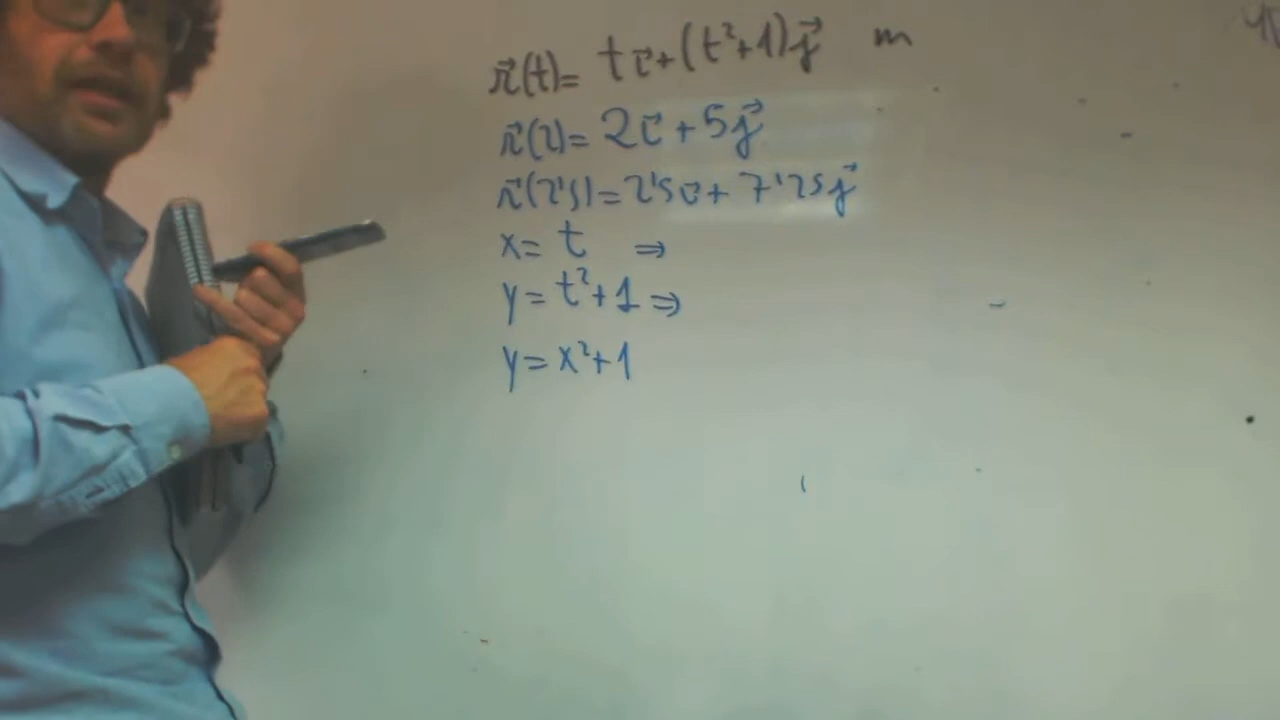 r⃗(t)= t i⃗ + (t²+1) j⃗ m
r⃗(2)= 2 i⃗ + 5 j⃗
r⃗(2'5)= 2'5 i⃗ + 7'25 j⃗
x= t ⇒
y= t²+1 ⇒
y= x²+1